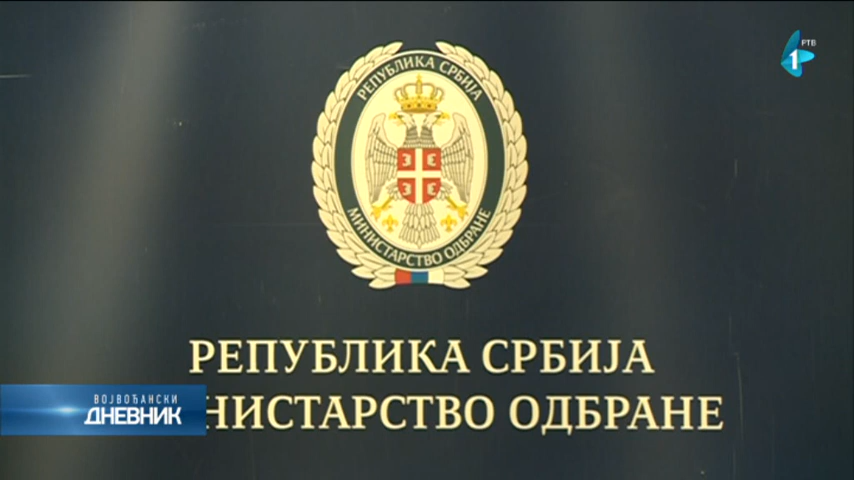 РТВ
1
РЕПУБЛИКА СРБИЈА
МИНИСТАРСТВО ОДБРАНЕ
РЕПУБЛИКА СРБИЈА
НИСТАРСТВО ОДБРАНЕ
ВОЈВОЂАНСКИ
ДНЕВНИК